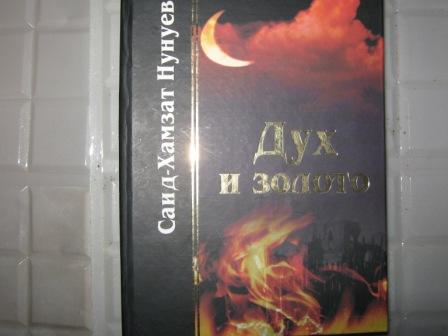 Саид-Хамзат Нунуев
Дух
и золото